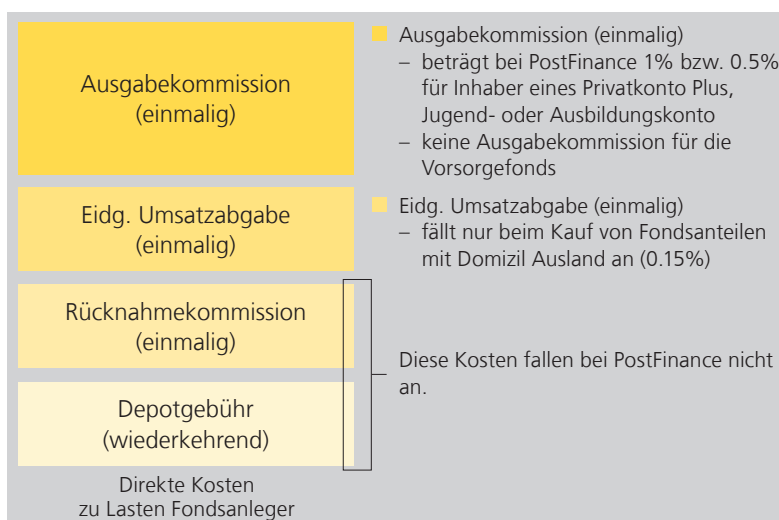 Ausgabekommission
(einmalig)
Eidg. Umsatzabgabe
(einmalig)
Rücknahmekommission
(einmalig)
Depotgebühr
(wiederkehrend)
Direkte Kosten
zu Lasten Fondsanleger
Ausgabekommission (einmalig)
– beträgt bei PostFinance 1% bzw. 0.5%
für Inhaber eines Privatkonto Plus,
Jugend- oder Ausbildungskonto
– keine Ausgabekommission für die
Vorsorgefonds
Eidg. Umsatzabgabe (einmalig)
– fällt nur beim Kauf von Fondsanteilen
mit Domizil Ausland an (0.15%)
Diese Kosten fallen bei PostFinance nicht
an.